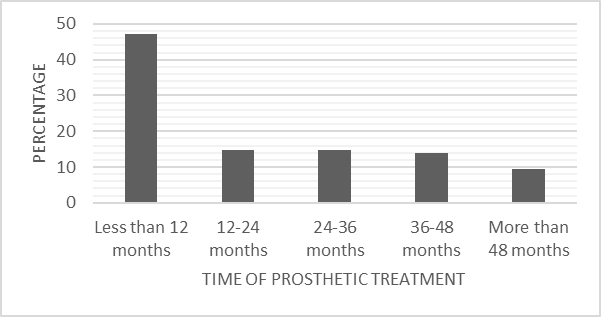 PERCENTAGE
50
40
30
20
10
0
Less than 12 months
12-24 months
24-36 months
36-48 months
More than 48 months
TIME OF PROSTHETIC TREATMENT